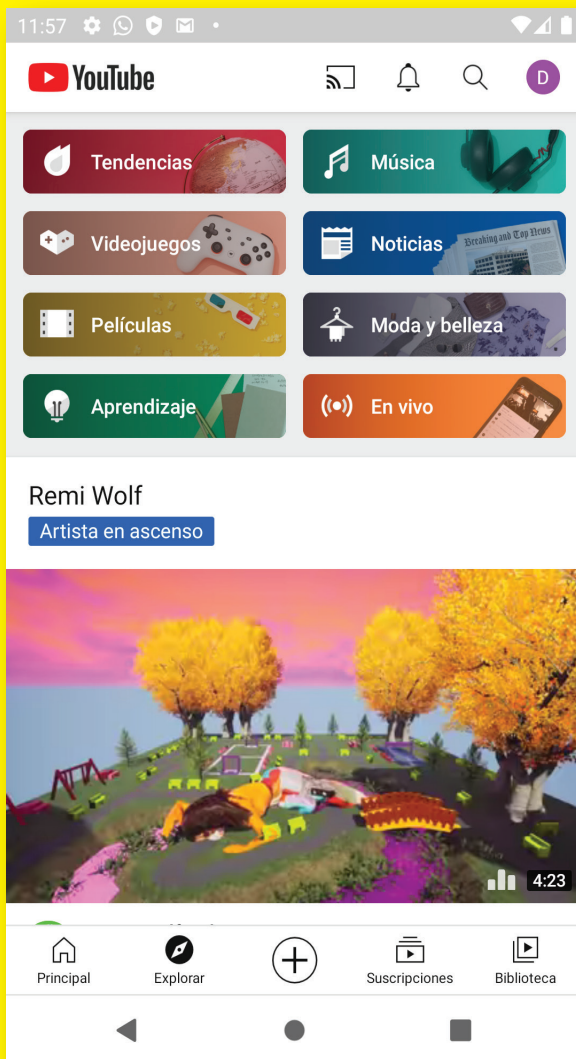 11:57
YouTube
D
Tendencias
Música
Videojuegos
Noticias
Breaking and Top News
Películas
Moda y belleza
Aprendizaje
En vivo
Remi Wolf
Artista en ascenso
4:23
Principal
Explorar
Suscripciones
Biblioteca